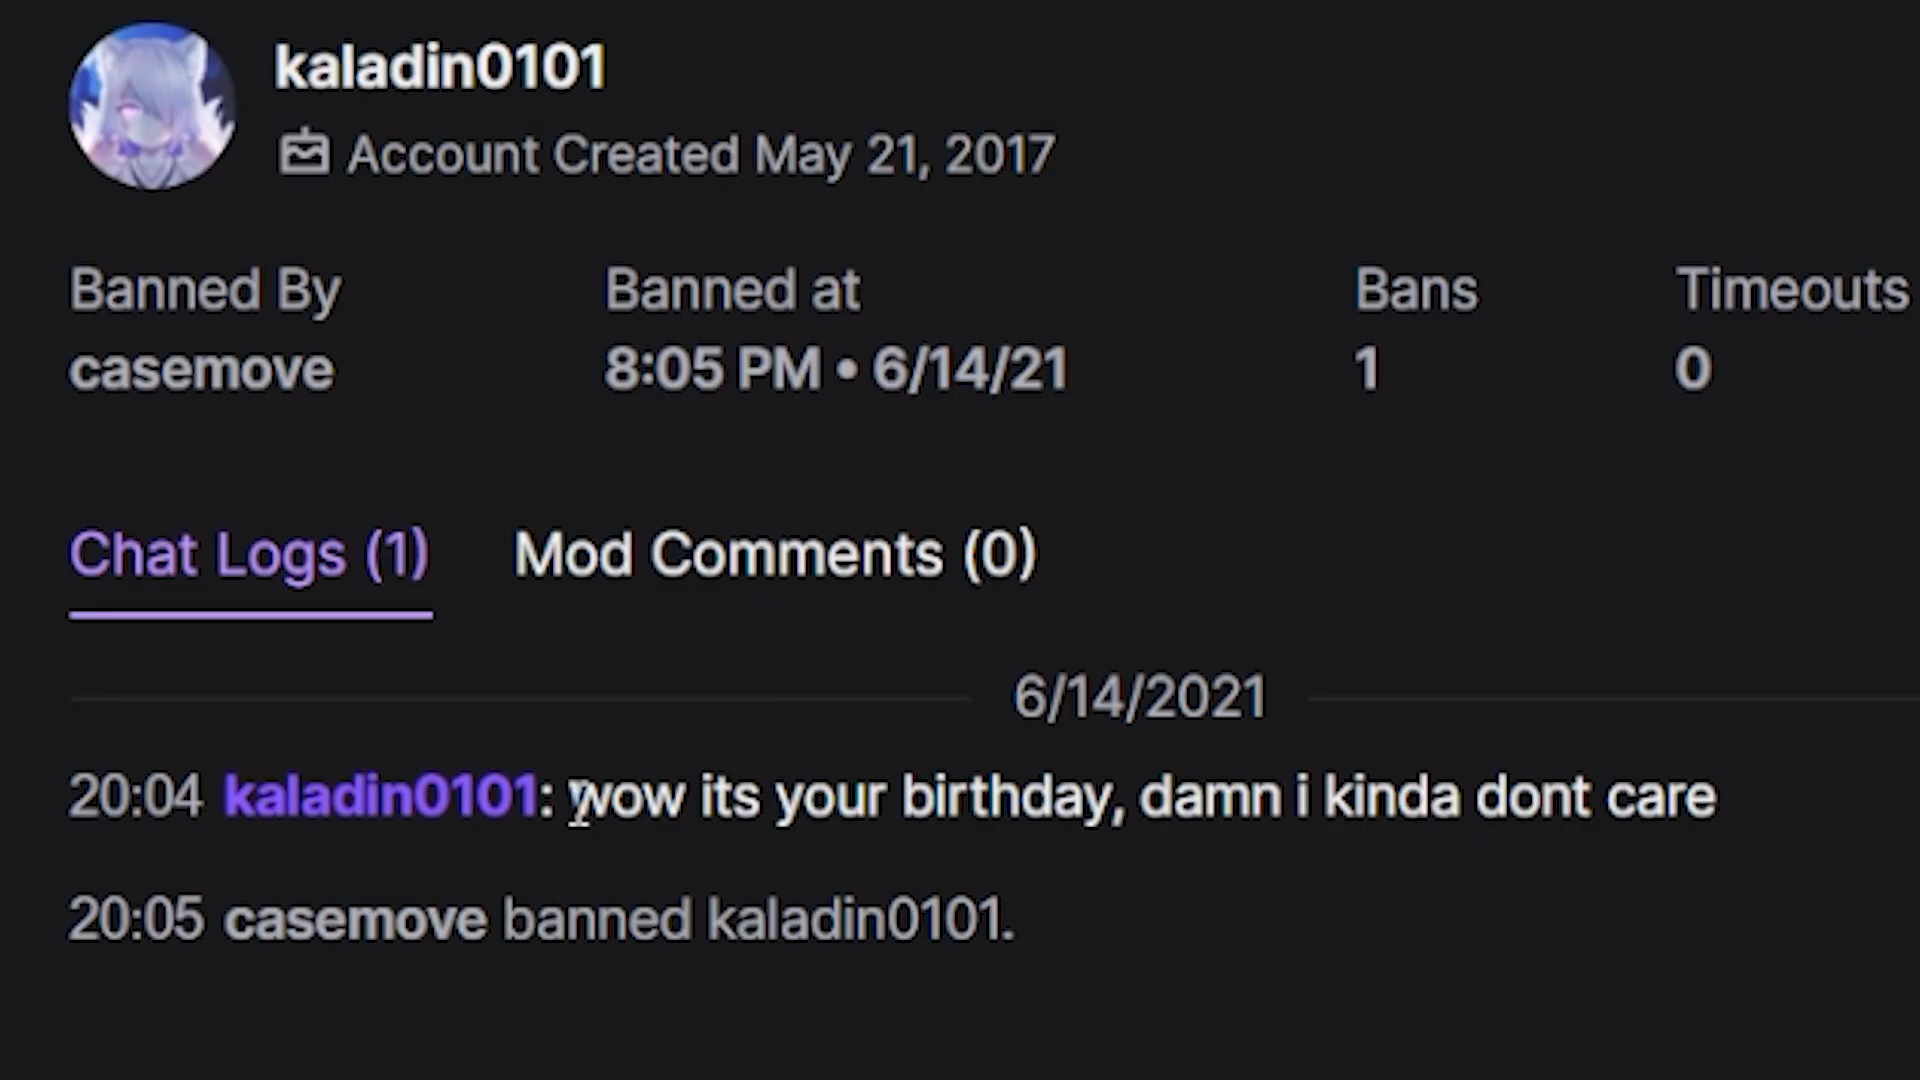 kaladin0101
Account Created May 21, 2017
Banned By
Banned at
Bans
Timeouts
casemove
8:05 PM • 6/14/21
1
0
Chat Logs (1)
Mod Comments (0)
6/14/2021
20:04 kaladin0101: wow its your birthday, damn i kinda dont care
20:05 casemove banned kaladin0101.